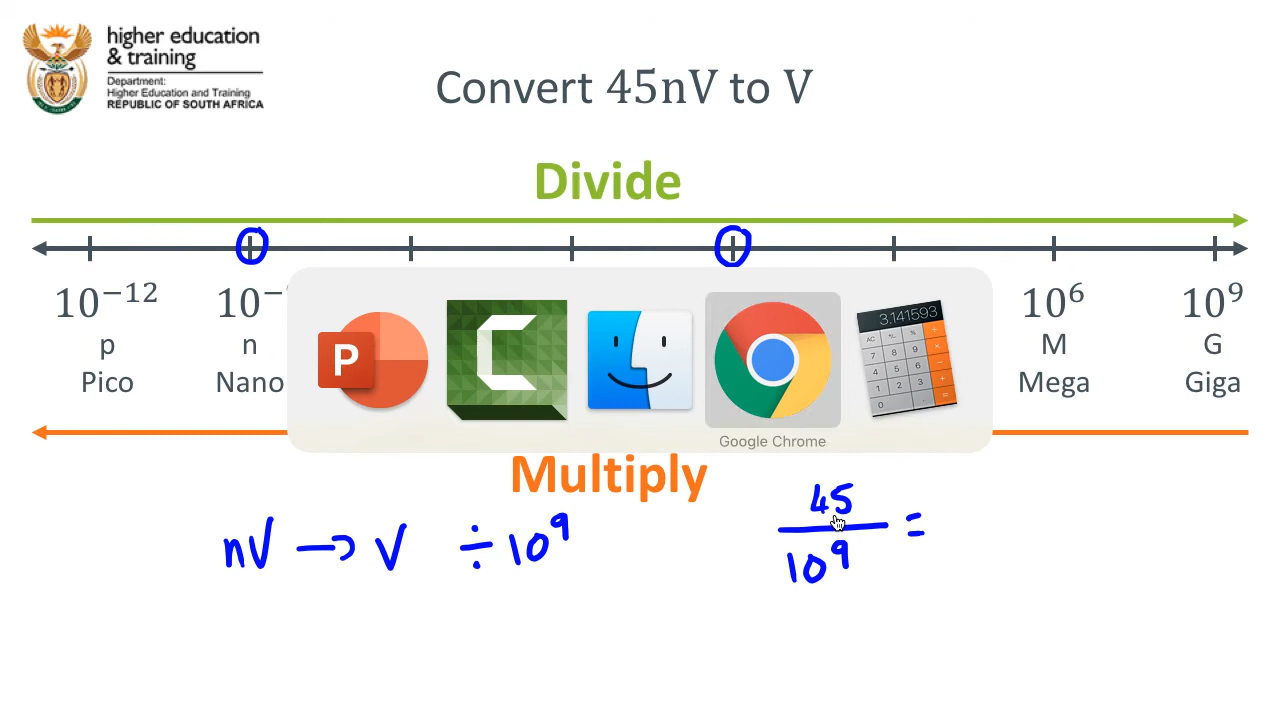 higher education
& training
Department:
Higher Education and Training
REPUBLIC OF SOUTH AFRICA
Convert 45nV to V
Divide
10⁻¹² 10⁻ 10⁶ 10⁹
p n M G
Pico Nano Mega Giga
P C 3.141593
Google Chrome
Multiply
nV → V ÷ 10⁹
45
10⁹ =